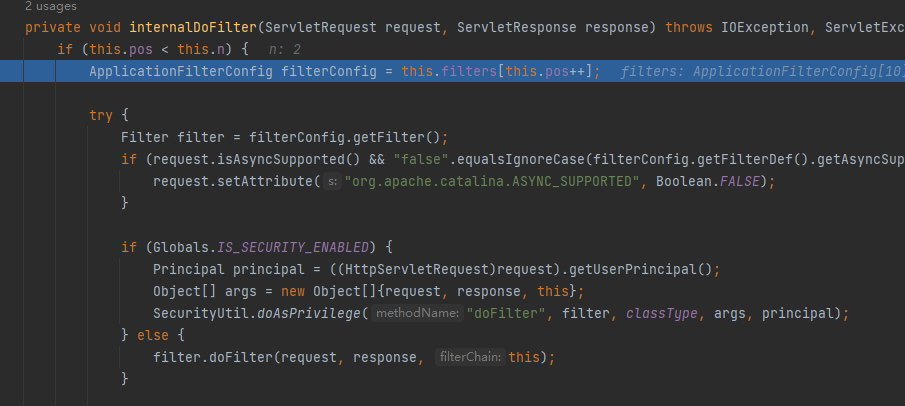 2 usages
private void internalDoFilter(ServletRequest request, ServletResponse response) throws IOException, ServletExc
if (this.pos < this.n) {   n: 2
ApplicationFilterConfig filterConfig = this.filters[this.pos++];   filters: ApplicationFilterConfig[10]
try {
Filter filter = filterConfig.getFilter();
if (request.isAsyncSupported() && "false".equalsIgnoreCase(filterConfig.getFilterDef().getAsyncSup
request.setAttribute( s: "org.apache.catalina.ASYNC_SUPPORTED", Boolean.FALSE);
}
if (Globals.IS_SECURITY_ENABLED) {
Principal principal = ((HttpServletRequest)request).getUserPrincipal();
Object[] args = new Object[]{request, response, this};
SecurityUtil.doAsPrivilege( methodName: "doFilter", filter, classType, args, principal);
} else {
filter.doFilter(request, response, filterChain: this);
}